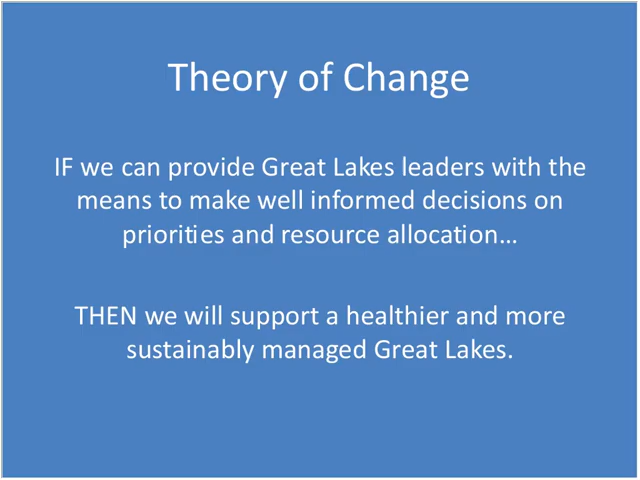 Theory of Change
IF we can provide Great Lakes leaders with the
means to make well informed decisions on
priorities and resource allocation…
THEN we will support a healthier and more
sustainably managed Great Lakes.